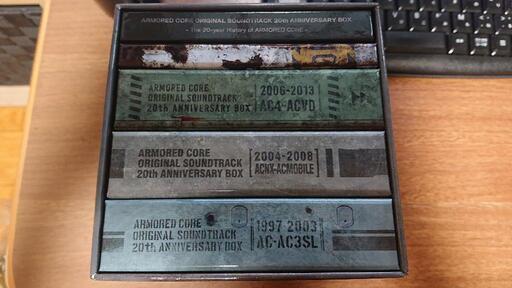 ARMORED CORE ORIGINAL SOUNDTRACK 20th ANNIVERSARY BOX
- The 20-year History of ARMORED CORE -
ARMORED CORE
ORIGINAL SOUNDTRACK
20th ANNIVERSARY BOX
2006-2013
AC4-ACVD
ARMORED CORE
ORIGINAL SOUNDTRACK
20th ANNIVERSARY BOX
2004-2008
ACNX-ACMOBILE
ARMORED CORE
ORIGINAL SOUNDTRACK
20th ANNIVERSARY BOX
1997-2003
AC-AC3SL